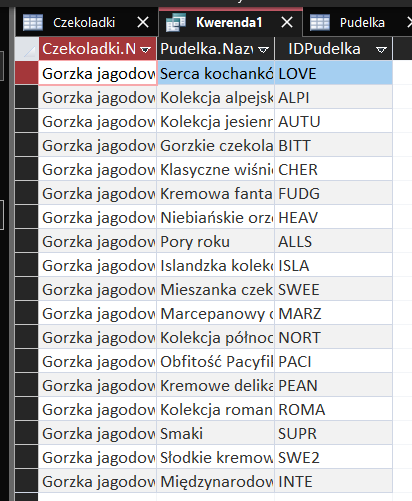 Czekoladki Kwerenda1 Pudelka
Czekoladki.N Pudelka.Naz IDPudelka
Gorzka jagodow Serca kochankó LOVE
Gorzka jagodow Kolekcja alpejsk ALPI
Gorzka jagodow Kolekcja jesienn AUTU
Gorzka jagodow Gorzkie czekola BITT
Gorzka jagodow Klasyczne wiśni CHER
Gorzka jagodow Kremowa fanta FUDG
Gorzka jagodow Niebiańskie orz HEAV
Gorzka jagodow Pory roku ALLS
Gorzka jagodow Islandzka kolek ISLA
Gorzka jagodow Mieszanka czek SWEE
Gorzka jagodow Marcepanowy MARZ
Gorzka jagodow Kolekcja północ NORT
Gorzka jagodow Obfitość Pacyfi PACI
Gorzka jagodow Kremowe delika PEAN
Gorzka jagodow Kolekcja roman ROMA
Gorzka jagodow Smaki SUPR
Gorzka jagodow Słodkie kremow SWE2
Gorzka jagodow Międzynarodow INTE